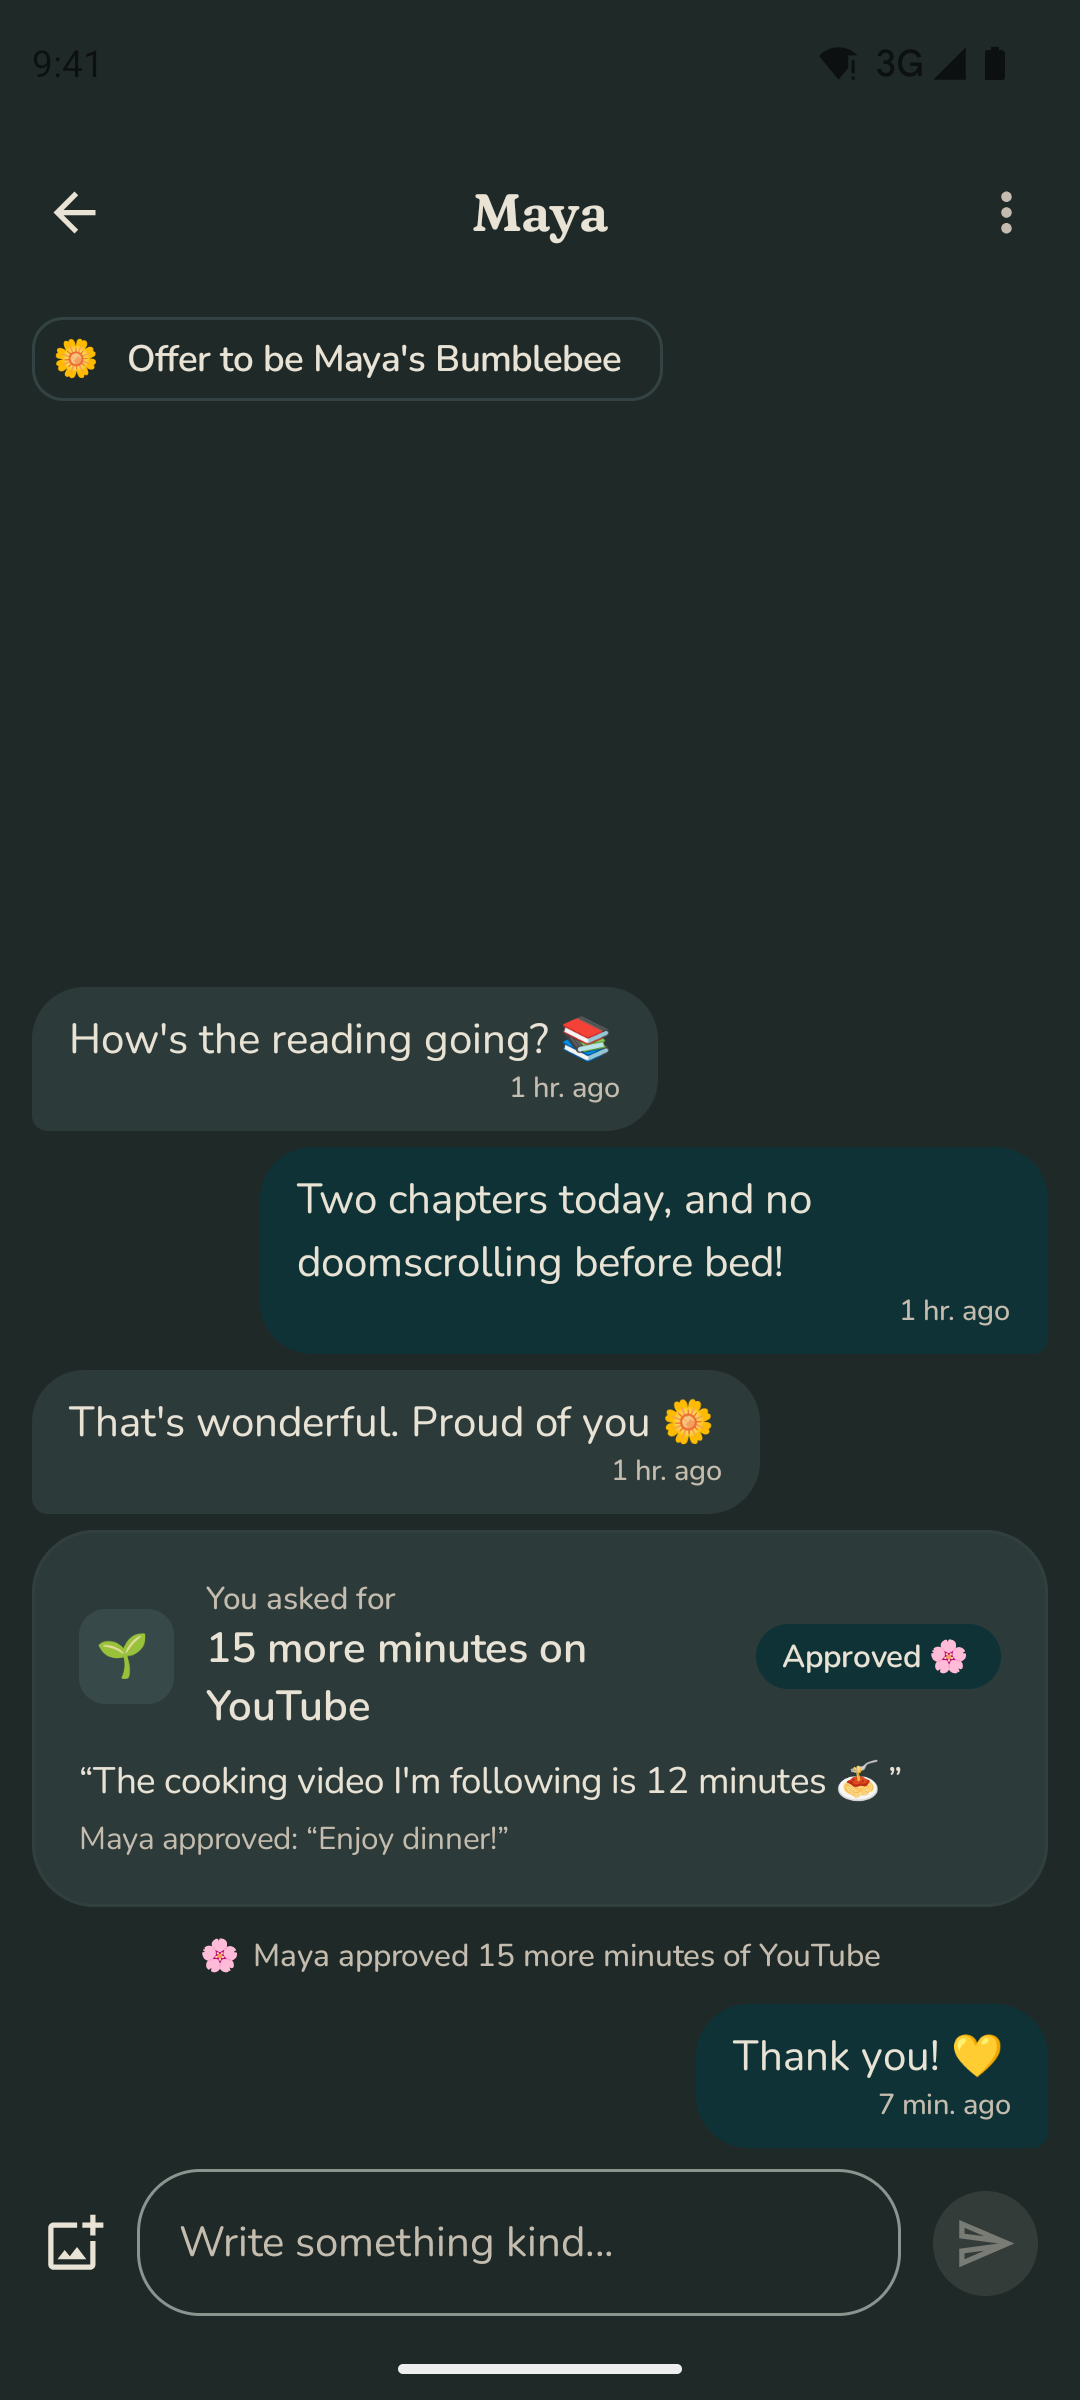 9:41
3G
Maya
🌼 Offer to be Maya's Bumblebee
How's the reading going? 📚
1 hr. ago
Two chapters today, and no
doomscrolling before bed!
1 hr. ago
That's wonderful. Proud of you 🌼
1 hr. ago
You asked for
15 more minutes on
YouTube
Approved 🌸
“The cooking video I'm following is 12 minutes 🍝 ”
Maya approved: “Enjoy dinner!”
🌸 Maya approved 15 more minutes of YouTube
Thank you! 💛
7 min. ago
Write something kind...